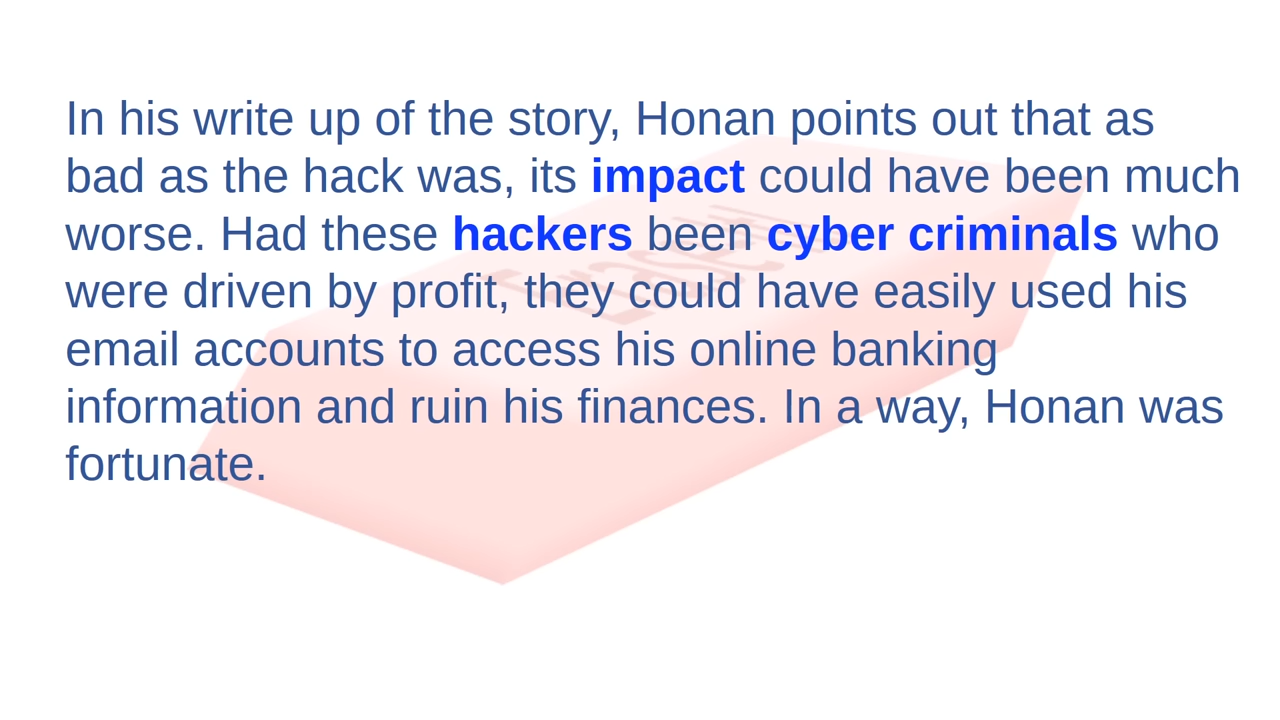 In his write up of the story, Honan points out that as
bad as the hack was, its impact could have been much
worse. Had these hackers been cyber criminals who
were driven by profit, they could have easily used his
email accounts to access his online banking
information and ruin his finances. In a way, Honan was
fortunate.